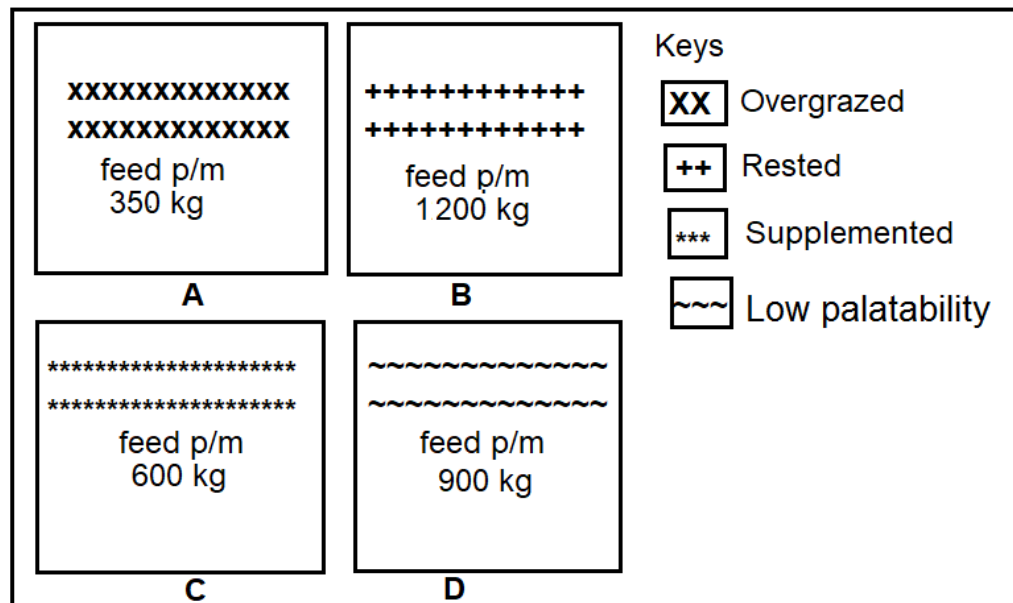 xxxxxxxxxxxxx
xxxxxxxxxxxxx
feed p/m
350 kg
A
++++++++++++
++++++++++++
feed p/m
1200 kg
B
*********************
*********************
feed p/m
600 kg
C
~~~~~~~~~~~~~
~~~~~~~~~~~~~
feed p/m
900 kg
D
Keys
XX Overgrazed
++ Rested
*** Supplemented
~~~ Low palatability